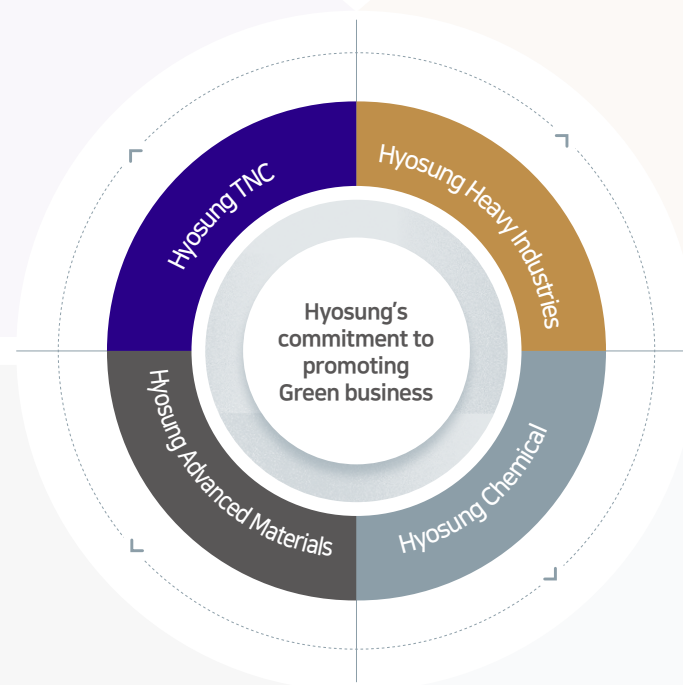 Hyosung TNC
Hyosung Heavy Industries
Hyosung's
commitment to
promoting
Green business
Hyosung Advanced Materials
Hyosung Chemical